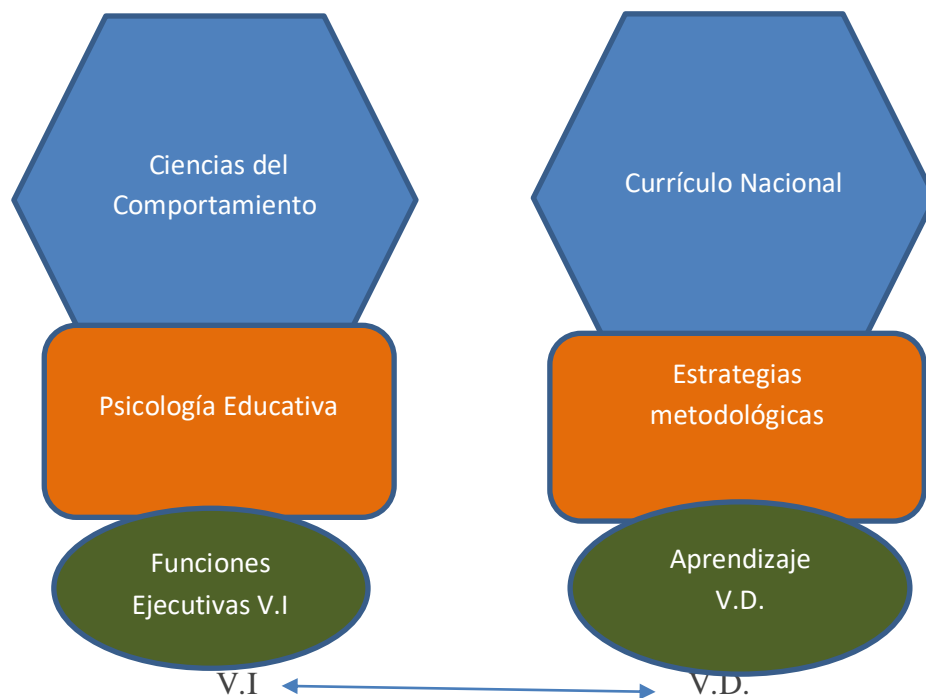 Ciencias del
Comportamiento
Currículo Nacional
Psicología Educativa
Estrategias
metodológicas
Funciones
Ejecutivas V.I
Aprendizaje
V.D.
V.I
V.D.